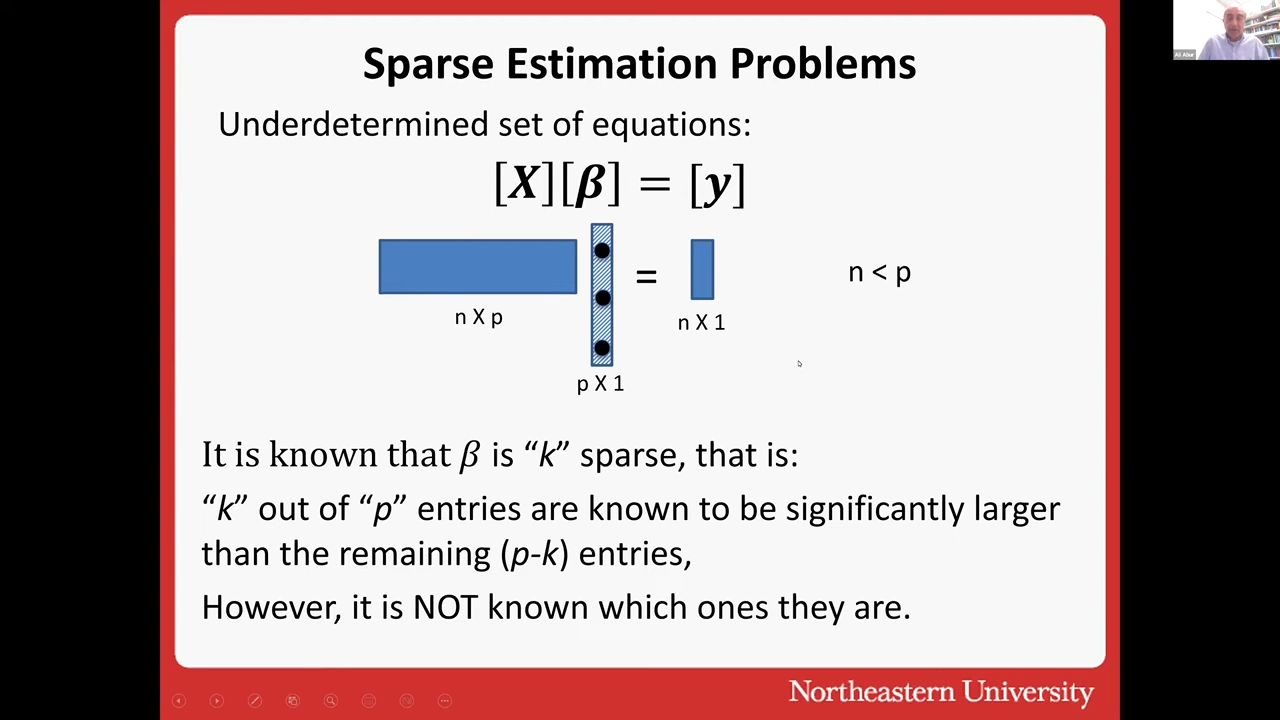 Sparse Estimation Problems
Underdetermined set of equations:
[X][β] = [y]
=
n < p
n X p
n X 1
p X 1
It is known that β is “k” sparse, that is:
“k” out of “p” entries are known to be significantly larger
than the remaining (p-k) entries,
However, it is NOT known which ones they are.
Northeastern University
Ali Abur